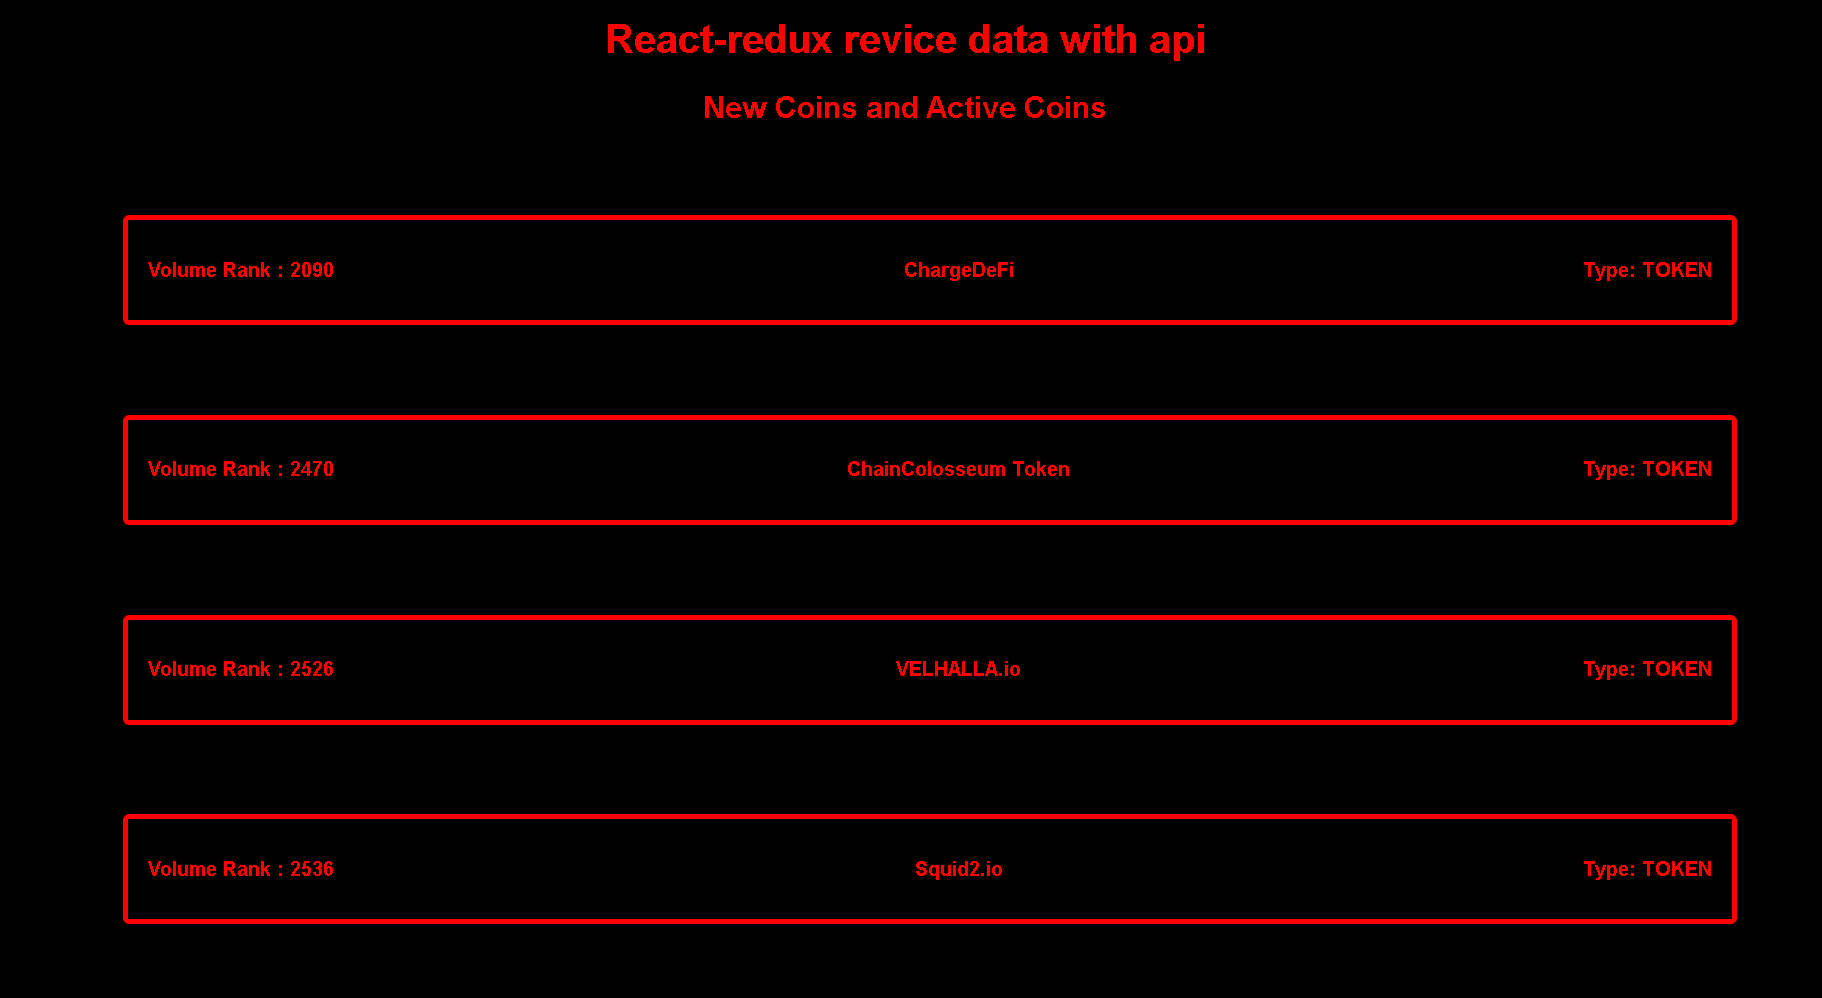 React-redux revice data with api
New Coins and Active Coins
Volume Rank : 2090 ChargeDeFi Type: TOKEN
Volume Rank : 2470 ChainColosseum Token Type: TOKEN
Volume Rank : 2526 VELHALLA.io Type: TOKEN
Volume Rank : 2536 Squid2.io Type: TOKEN